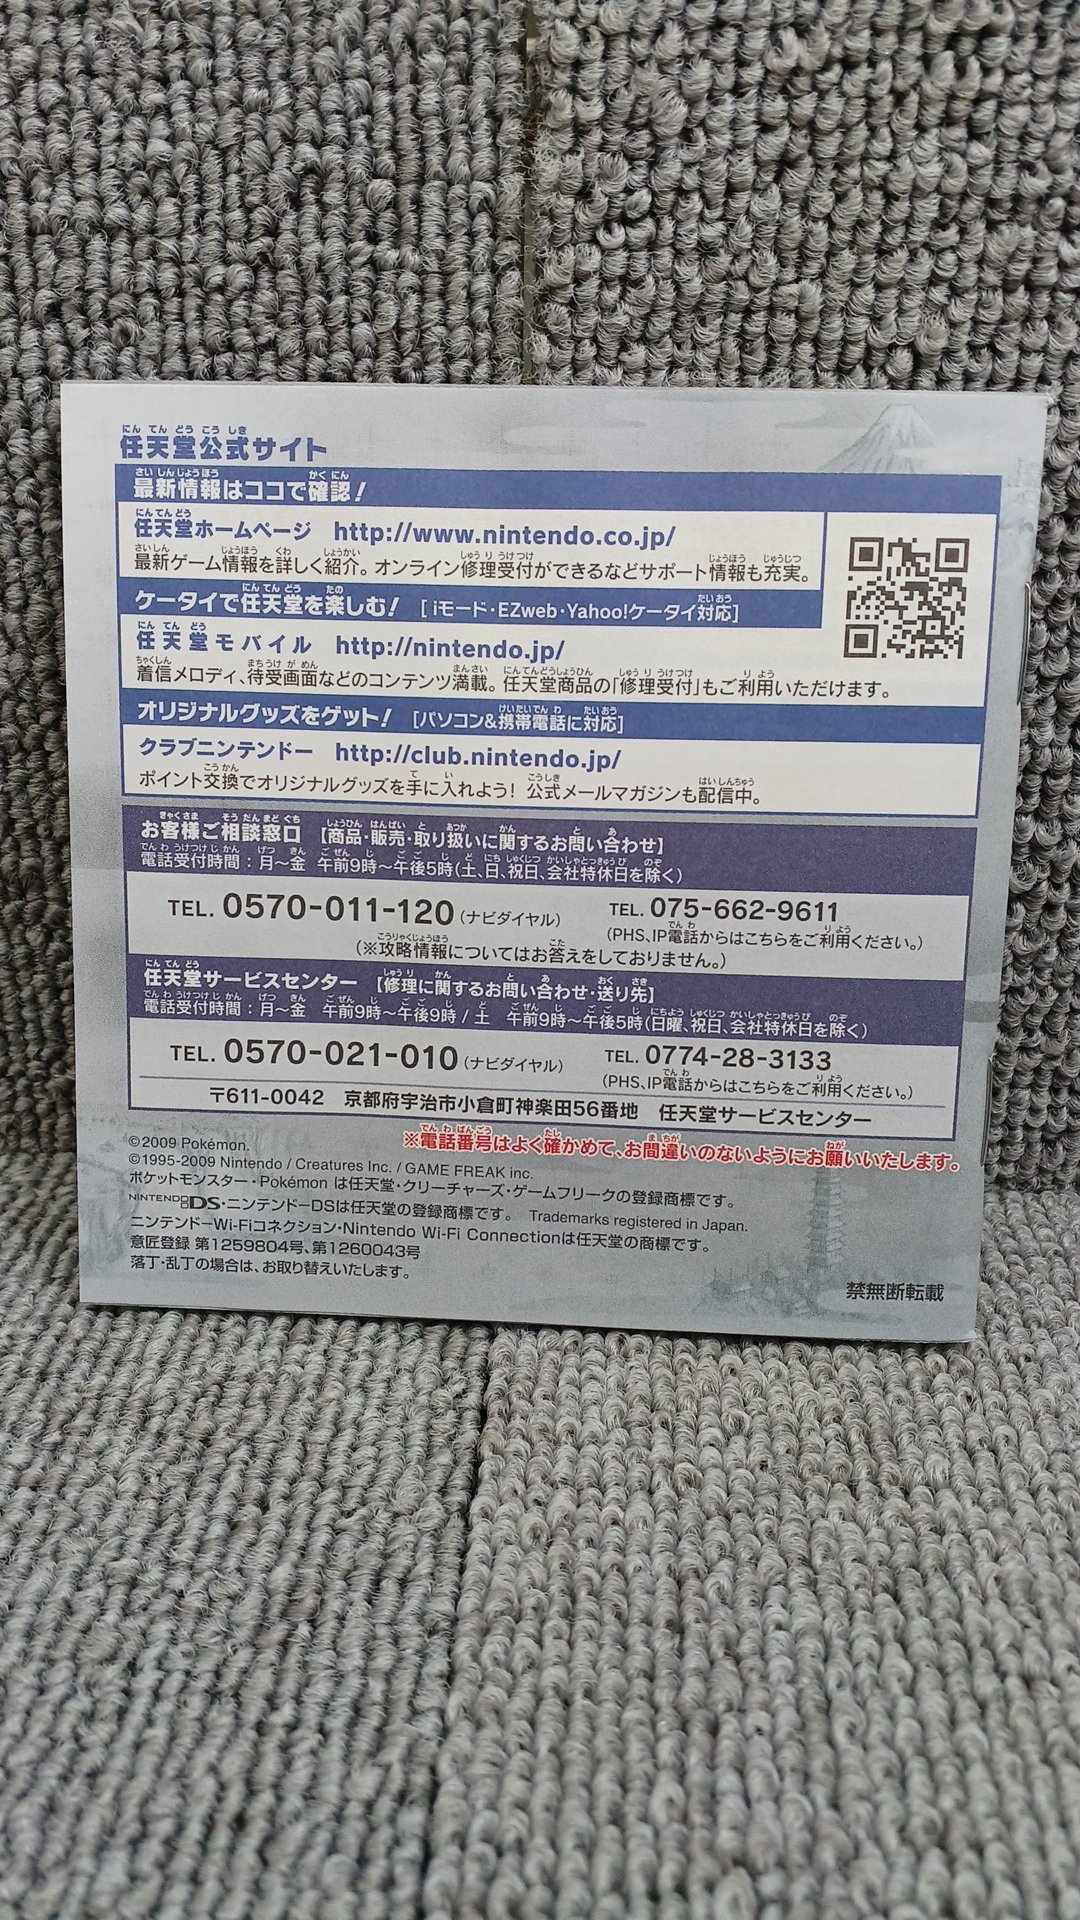 任天堂公式サイト
最新情報はココで確認！
任天堂ホームページ http://www.nintendo.co.jp/
最新ゲーム情報を詳しく紹介。オンライン修理受付ができるなどサポート情報も充実。
ケータイで任天堂を楽しむ！ [iモード・EZweb・Yahoo!ケータイ対応]
任天堂モバイル http://nintendo.jp/
着信メロディ、待受画面などのコンテンツ満載。任天堂商品の「修理受付」もご利用いただけます。
オリジナルグッズをゲット！ [パソコン&携帯電話に対応]
クラブニンテンドー http://club.nintendo.jp/
ポイント交換でオリジナルグッズを手に入れよう！ 公式メールマガジンも配信中。
お客様ご相談窓口 【商品・販売・取り扱いに関するお問い合わせ】
電話受付時間：月～金 午前9時～午後5時(土、日、祝日、会社特休日を除く)
TEL. 0570-011-120(ナビダイヤル) TEL. 075-662-9611
(PHS、IP電話からはこちらをご利用ください。)
(※攻略情報についてはお答えをしておりません。)
任天堂サービスセンター 【修理に関するお問い合わせ・送り先】
電話受付時間：月～金 午前9時～午後9時 / 土 午前9時～午後5時(日曜、祝日、会社特休日を除く)
TEL. 0570-021-010(ナビダイヤル) TEL. 0774-28-3133
(PHS、IP電話からはこちらをご利用ください。)
〒611-0042 京都府宇治市小倉町神楽田56番地 任天堂サービスセンター
※電話番号はよく確かめて、お間違いのないようにお願いいたします。
©2009 Pokémon.
©1995-2009 Nintendo / Creatures Inc. / GAME FREAK inc.
ポケットモンスター・Pokémon は任天堂・クリーチャーズ・ゲームフリークの登録商標です。
NINTENDO DS・ニンテンドーDSは任天堂の登録商標です。 Trademarks registered in Japan.
ニンテンドーWi-Fiコネクション・Nintendo Wi-Fi Connectionは任天堂の商標です。
意匠登録 第1259804号、第1260043号
落丁・乱丁の場合は、お取り替えいたします。
禁無断転載